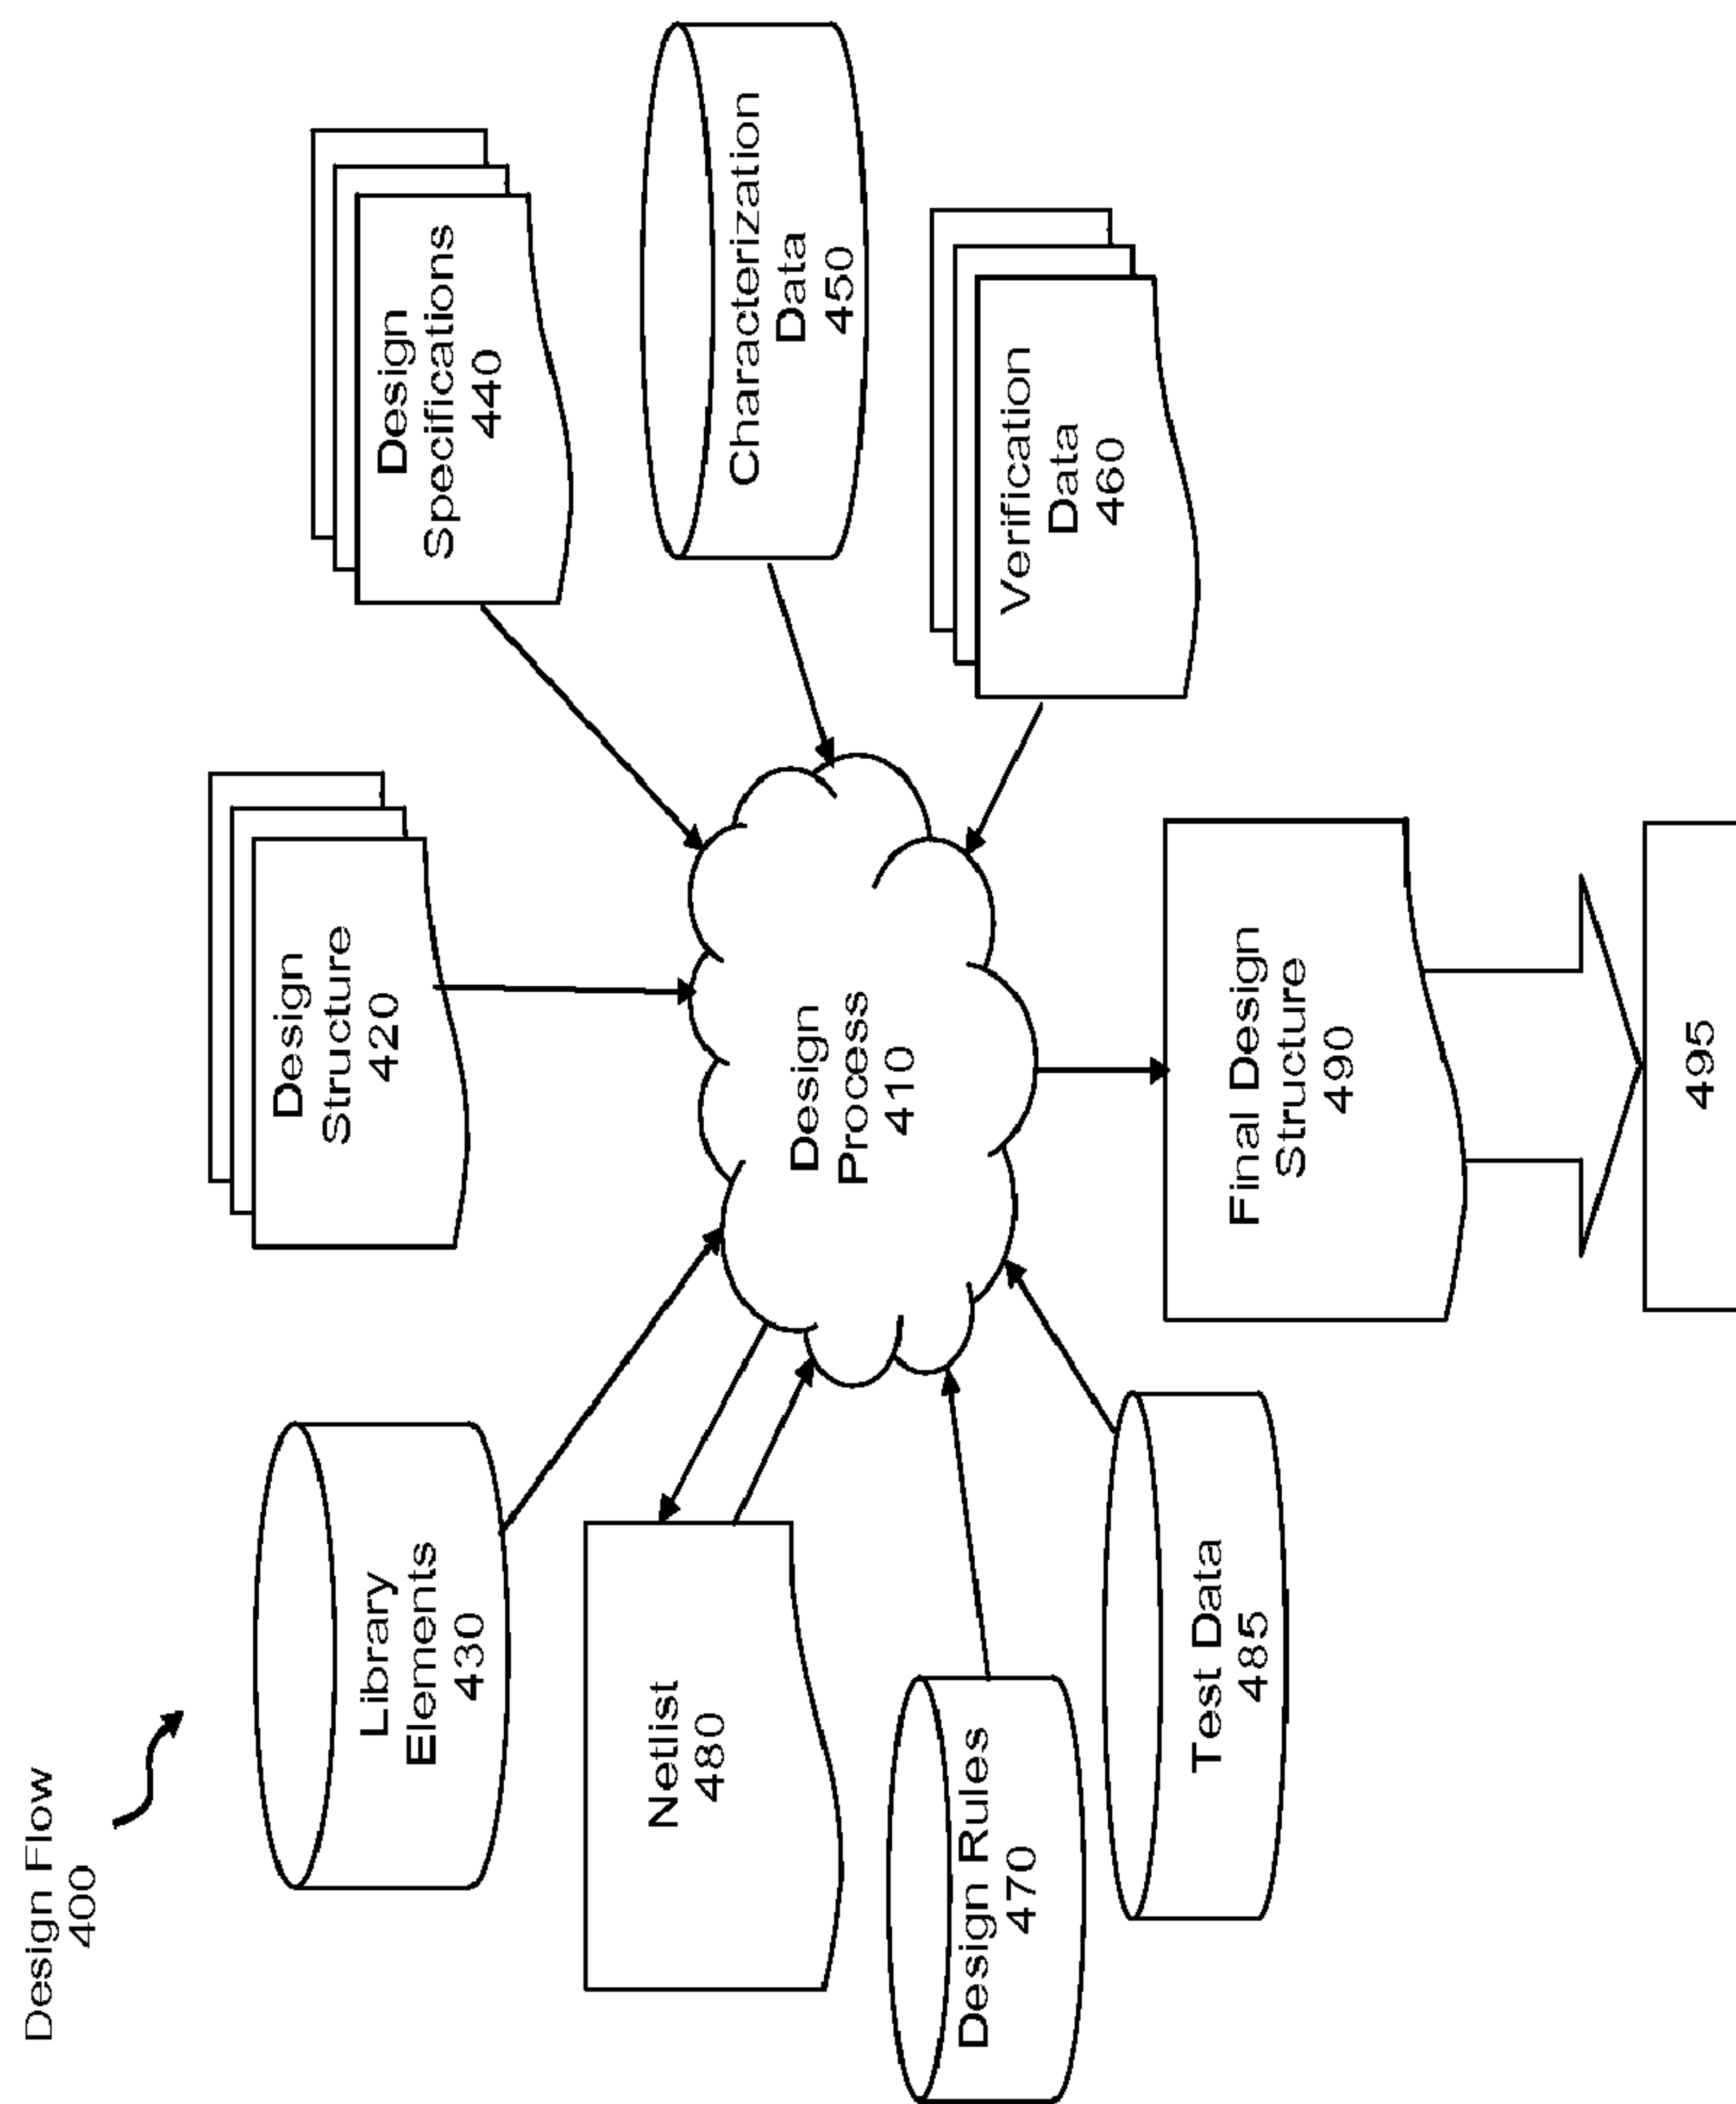 Design Flow
400
Library
Elements
430
Design
Structure
420
Design
Specifications
440
Netlist
480
Design
Process
410
Characterization
Data
450
Design Rules
470
Verification
Data
460
Test Data
485
Final Design
Structure
490
495